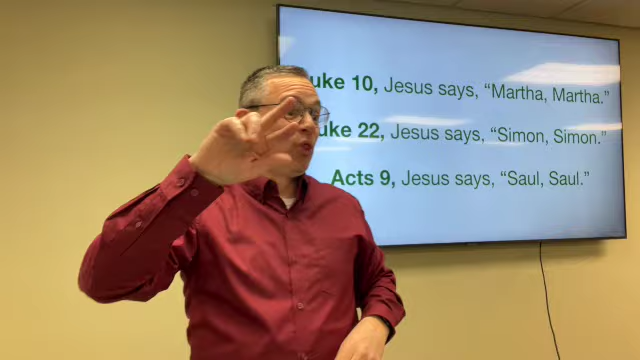 uke 10, Jesus says, “Martha, Martha.”
uke 22, Jesus says, “Simon, Simon.”
Acts 9, Jesus says, “Saul, Saul.”